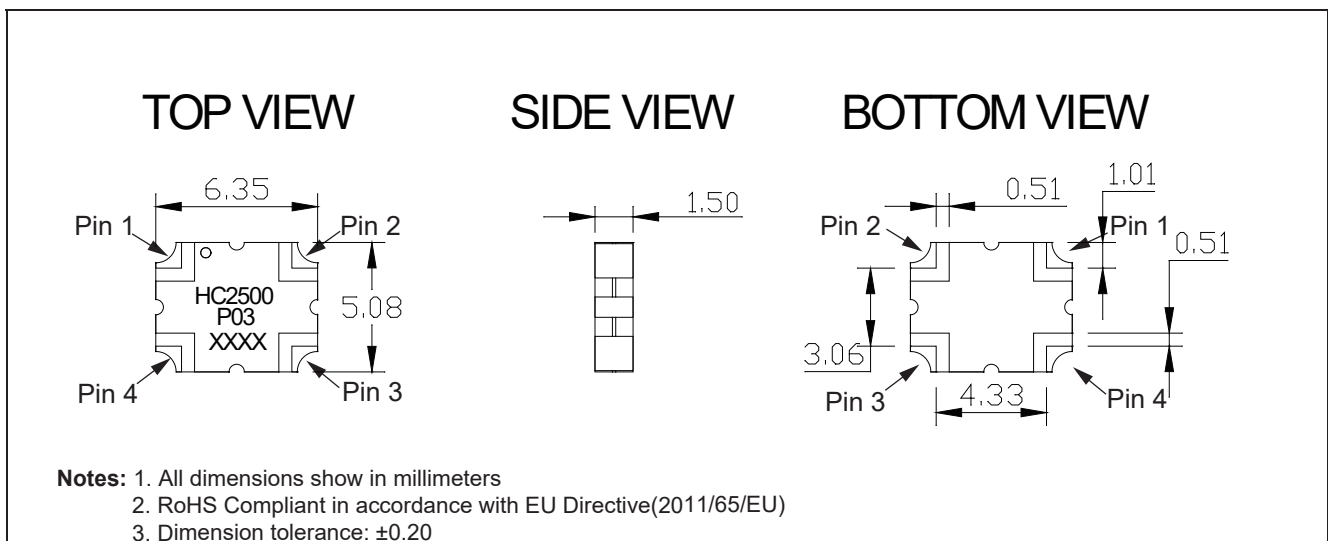 TOP VIEW SIDE VIEW BOTTOM VIEW
6.35
Pin 1
Pin 2
HC2500
P03
XXXX
5.08
Pin 4
Pin 3
1.50
0.51
1.01
Pin 2
Pin 1
0.51
3.06
Pin 3
4.33
Pin 4
Notes: 1. All dimensions show in millimeters
2. RoHS Compliant in accordance with EU Directive(2011/65/EU)
3. Dimension tolerance: ±0.20